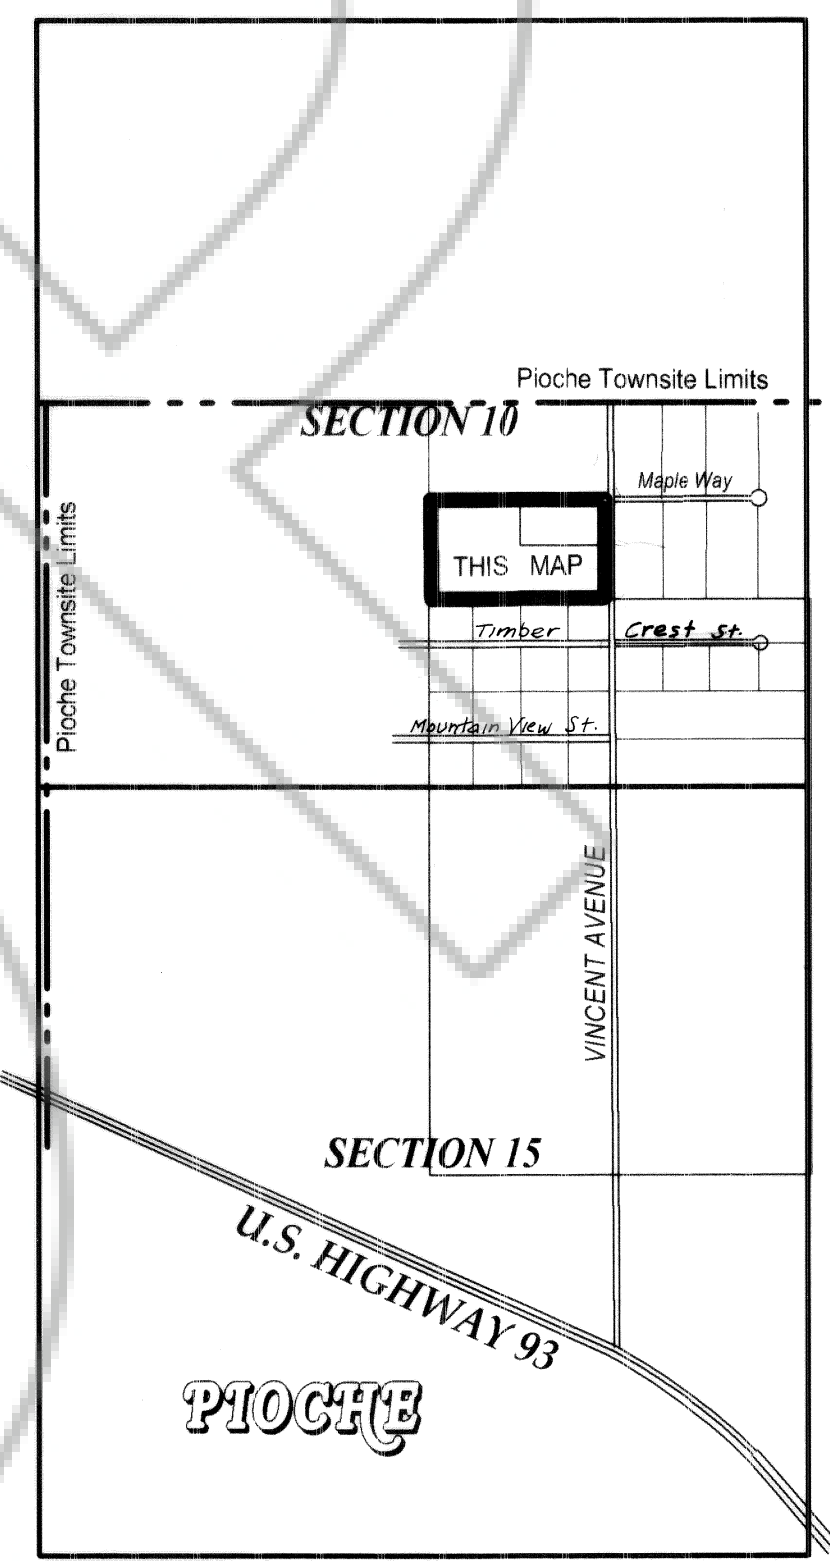 Pioche Townsite Limits
SECTION 10
Maple Way
Pioche Townsite Limits
THIS MAP
Timber
Crest St.
Mountain View St.
VINCENT AVENUE
SECTION 15
U.S. HIGHWAY 93
PIOCHE